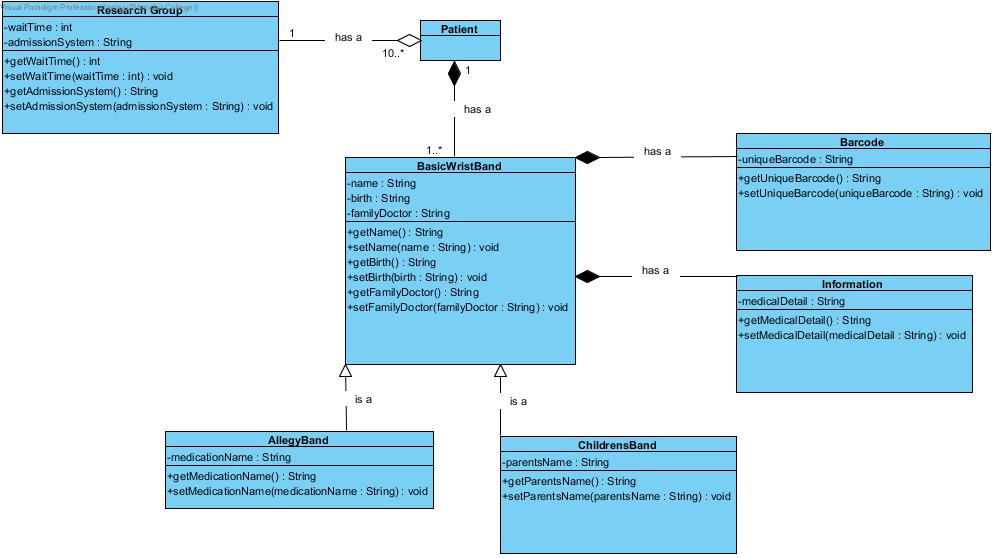 Research Group
-waitTime : int
-admissionSystem : String
+getWaitTime() : int
+setWaitTime(waitTime : int) : void
+getAdmissionSystem() : String
+setAdmissionSystem(admissionSystem : String) : void
1
has a
10..*
Patient
1
has a
1..*
BasicWristBand
-name : String
-birth : String
-familyDoctor : String
+getName() : String
+setName(name : String) : void
+getBirth() : String
+setBirth(birth : String) : void
+getFamilyDoctor() : String
+setFamilyDoctor(familyDoctor : String) : void
has a
Barcode
-uniqueBarcode : String
+getUniqueBarcode() : String
+setUniqueBarcode(uniqueBarcode : String) : void
has a
Information
-medicalDetail : String
+getMedicalDetail() : String
+setMedicalDetail(medicalDetail : String) : void
is a
is a
AllegyBand
-medicationName : String
+getMedicationName() : String
+setMedicationName(medicationName : String) : void
ChildrensBand
-parentsName : String
+getParentsName() : String
+setParentsName(parentsName : String) : void